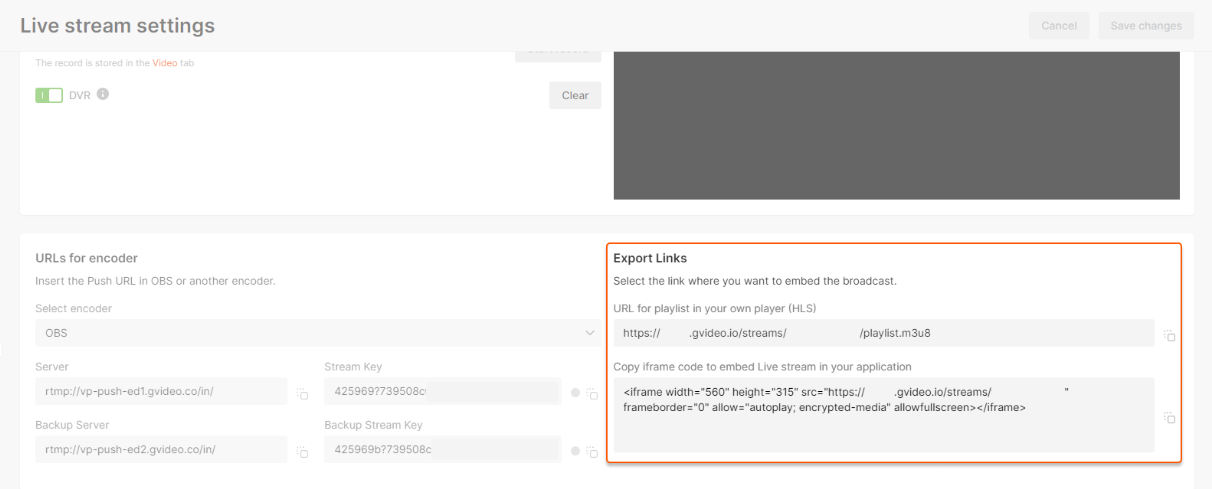 Live stream settings
Cancel
Save changes
The record is stored in the Video tab
DVR
Clear
URLs for encoder
Insert the Push URL in OBS or another encoder.
Select encoder
OBS
Server
Stream Key
rtmp://vp-push-ed1.gvideo.co/in/
425969?739508c
Backup Server
Backup Stream Key
rtmp://vp-push-ed2.gvideo.co/in/
425969b?739508c
Export Links
Select the link where you want to embed the broadcast.
URL for playlist in your own player (HLS)
https:// .gvideo.io/streams/ /playlist.m3u8
Copy iframe code to embed Live stream in your application
<iframe width="560" height="315" src="https:// .gvideo.io/streams/ "
frameborder="0" allow="autoplay; encrypted-media" allowfullscreen></iframe>